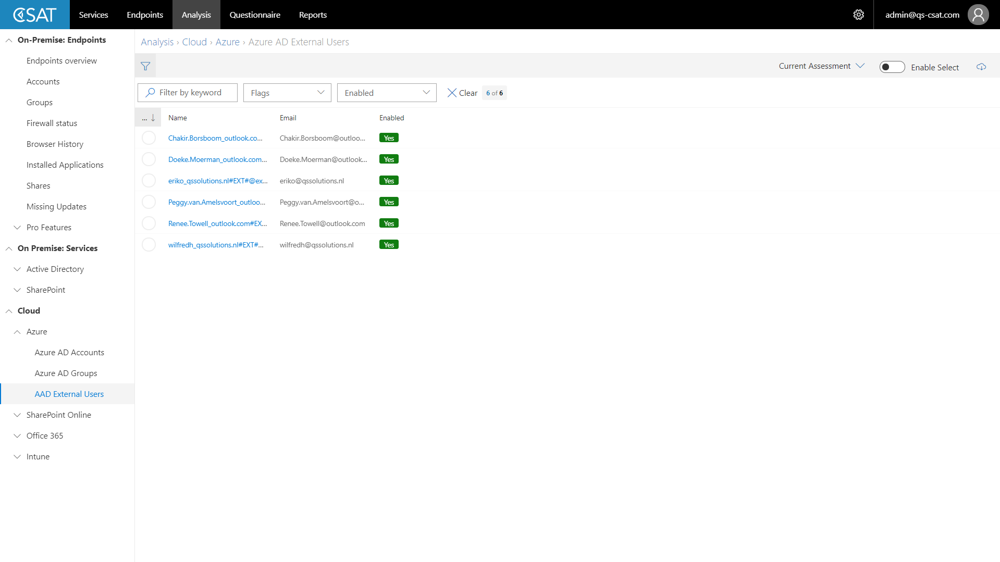 CSAT
Services
Endpoints
Analysis
Questionnaire
Reports
admin@qs-csat.com
On-Premise: Endpoints
Endpoints overview
Accounts
Groups
Firewall status
Browser History
Installed Applications
Shares
Missing Updates
Pro Features
On Premise: Services
Active Directory
SharePoint
Cloud
Azure
Azure AD Accounts
Azure AD Groups
AAD External Users
SharePoint Online
Office 365
Intune
Analysis › Cloud › Azure › Azure AD External Users
Current Assessment
Enable Select
Filter by keyword
Flags
Enabled
Clear
6 of 6
... ↓ Name Email Enabled
Chakir.Borsboom_outlook.co... Chakir.Borsboom@outloo... Yes
Doeke.Moerman_outlook.com... Doeke.Moerman@outlook... Yes
eriko_qssolutions.nl#EXT#@ex... eriko@qssolutions.nl Yes
Peggy.van.Amelsvoort_outloo... Peggy.van.Amelsvoort@o... Yes
Renee.Towell_outlook.com#EX... Renee.Towell@outlook.com Yes
wilfredh_qssolutions.nl#EXT#... wilfredh@qssolutions.nl Yes